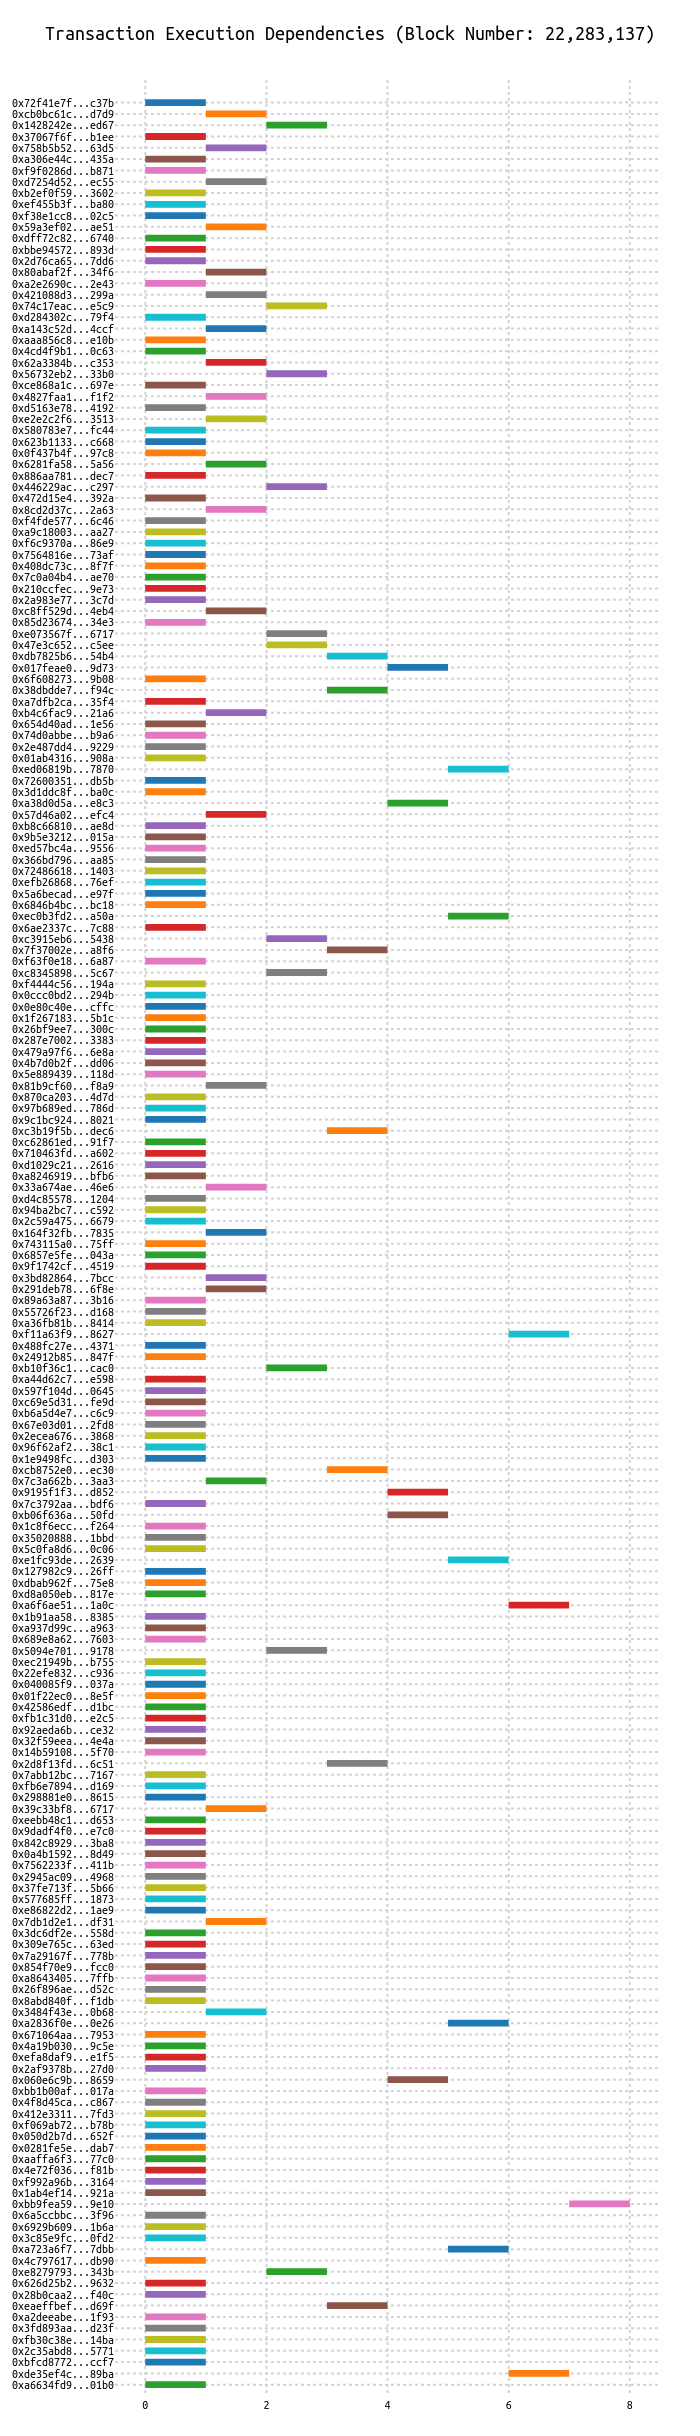 Transaction Execution Dependencies (Block Number: 22,283,137)
0x72f41e7f...c37b
0xcb0bc61c...d7d9
0x1428242e...ed67
0x37067f6f...b1ee
0x758b5b52...63d5
0xa306e44c...435a
0xf9f0286d...b871
0xd7254d52...ec55
0xb2ef0f59...3602
0xef455b3f...ba80
0xf38e1cc8...02c5
0x59a3ef02...ae51
0xdff72c82...6740
0xbbe94572...893d
0x2d76ca65...7dd6
0x80abaf2f...34f6
0xa2e2690c...2e43
0x421088d3...299a
0x74c17eac...e5c9
0xd284302c...79f4
0xa143c52d...4ccf
0xaaa856c8...e10b
0x4cd4f9b1...0c63
0x62a3384b...c353
0x56732eb2...33b0
0xce868a1c...697e
0x4827faa1...f1f2
0xd5163e78...4192
0xe2e2c2f6...3513
0x580783e7...fc44
0x623b1133...c668
0x0f437b4f...97c8
0x6281fa58...5a56
0x886aa781...dec7
0x446229ac...c297
0x472d15e4...392a
0x8cd2d37c...2a63
0xf4fde577...6c46
0xa9c18003...aa27
0xf6c9370a...86e9
0x7564816e...73af
0x408dc73c...8f7f
0x7c0a04b4...ae70
0x210ccfec...9e73
0x2a983e77...3c7d
0xc8ff529d...4eb4
0x85d23674...34e3
0xe073567f...6717
0x47e3c652...c5ee
0xdb7825b6...54b4
0x017feae0...9d73
0x6f608273...9b08
0x38dbdde7...f94c
0xa7dfb2ca...35f4
0xb4c6fac9...21a6
0x654d40ad...1e56
0x74d0abbe...b9a6
0x2e487dd4...9229
0x01ab4316...908a
0xed06819b...7870
0x72600351...db5b
0x3d1ddc8f...ba0c
0xa38d0d5a...e8c3
0x57d46a02...efc4
0xb8c66810...ae8d
0x9b5e3212...015a
0xed57bc4a...9556
0x366bd796...aa85
0x72486618...1403
0xefb26868...76ef
0x5a6becad...e97f
0x6846b4bc...bc18
0xec0b3fd2...a50a
0x6ae2337c...7c88
0xc3915eb6...5438
0x7f37002e...a8f6
0xf63f0e18...6a87
0xc8345898...5c67
0xf4444c56...194a
0x0ccc0bd2...294b
0x0e80c40e...cffc
0x1f267183...5b1c
0x26bf9ee7...300c
0x287e7002...3383
0x479a97f6...6e8a
0x4b7d0b2f...dd06
0x5e889439...118d
0x81b9cf60...f8a9
0x870ca203...4d7d
0x97b689ed...786d
0x9c1bc924...8021
0xc3b19f5b...dec6
0xc62861ed...91f7
0x710463fd...a602
0xd1029c21...2616
0xa8246919...bfb6
0x33a674ae...46e6
0xd4c85578...1204
0x94ba2bc7...c592
0x2c59a475...6679
0x164f32fb...7835
0x743115a0...75ff
0x6857e5fe...043a
0x9f1742cf...4519
0x3bd82864...7bcc
0x291deb78...6f8e
0x89a63a87...3b16
0x55726f23...d168
0xa36fb81b...8414
0xf11a63f9...8627
0x488fc27e...4371
0x24912b85...847f
0xb10f36c1...cac0
0xa44d62c7...e598
0x597f104d...0645
0xc69e5d31...fe9d
0xb6a5d4e7...c6c9
0x67e03d01...2fd8
0x2ecea676...3868
0x96f62af2...38c1
0x1e9498fc...d303
0xcb8752e0...ec30
0x7c3a662b...3aa3
0x9195f1f3...d852
0x7c3792aa...bdf6
0xb06f636a...50fd
0x1c8f6ecc...f264
0x35020888...1bbd
0x5c0fa8d6...0c06
0xe1fc93de...2639
0x127982c9...26ff
0xdbab962f...75e8
0xd8a050eb...817e
0xa6f6ae51...1a0c
0x1b91aa58...8385
0xa937d99c...a963
0x689e8a62...7603
0x5094e701...9178
0xec21949b...b755
0x22efe832...c936
0x040085f9...037a
0x01f22ec0...8e5f
0x42586edf...d1bc
0xfb1c31d0...e2c5
0x92aeda6b...ce32
0x32f59eea...4e4a
0x14b59108...5f70
0x2d8f13fd...6c51
0x7abb12bc...7167
0xfb6e7894...d169
0x298881e0...8615
0x39c33bf8...6717
0xeebb48c1...d653
0x9dadf4f0...e7c0
0x842c8929...3ba8
0x0a4b1592...8d49
0x7562233f...411b
0x2945ac09...4968
0x37fe713f...5b66
0x577685ff...1873
0xe86822d2...1ae9
0x7db1d2e1...df31
0x3dc6df2e...558d
0x309e765c...63ed
0x7a29167f...778b
0x854f70e9...fcc0
0xa8643405...7ffb
0x26f896ae...d52c
0x8abd840f...f1db
0x3484f43e...0b68
0xa2836f0e...0e26
0x671064aa...7953
0x4a19b030...9c5e
0xefa8daf9...e1f5
0x2af9378b...27d0
0x060e6c9b...8659
0xbb1b00af...017a
0x4f8d45ca...c867
0x412e3311...7fd3
0xf069ab72...b78b
0x050d2b7d...652f
0x0281fe5e...dab7
0xaaffa6f3...77c0
0x4e72f036...f81b
0xf992a96b...3164
0x1ab4ef14...921a
0xbb9fea59...9e10
0x6a5ccbbc...3f96
0x6929b609...1b6a
0x3c85e9fc...0fd2
0xa723a6f7...7dbb
0x4c797617...db90
0xe8279793...343b
0x626d25b2...9632
0x28b0caa2...f40c
0xeaeffbef...d69f
0xa2deeabe...1f93
0x3fd893aa...d23f
0xfb30c38e...14ba
0x2c35abd8...5771
0xbfcd8772...ccf7
0xde35ef4c...89ba
0xa6634fd9...01b0
0 2 4 6 8